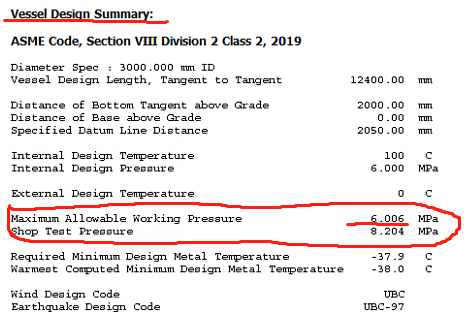 Vessel Design Summary:
ASME Code, Section VIII Division 2 Class 2, 2019
Diameter Spec : 3000.000 mm ID
Vessel Design Length, Tangent to Tangent 12400.00 mm
Distance of Bottom Tangent above Grade 2000.00 mm
Distance of Base above Grade 0.00 mm
Specified Datum Line Distance 2050.00 mm
Internal Design Temperature 100 C
Internal Design Pressure 6.000 MPa
External Design Temperature 0 C
Maximum Allowable Working Pressure 6.006 MPa
Shop Test Pressure 8.204 MPa
Required Minimum Design Metal Temperature -37.9 C
Warmest Computed Minimum Design Metal Temperature -38.0 C
Wind Design Code UBC
Earthquake Design Code UBC-97